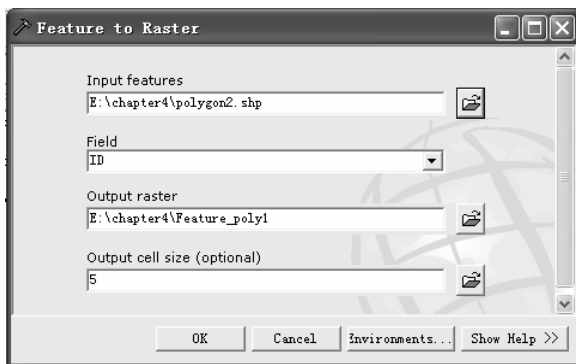 Feature to Raster
Input features
E:\chapter4\polygon2.shp
Field
ID
Output raster
E:\chapter4\Feature_poly1
Output cell size (optional)
5
OK Cancel Environments... Show Help >>